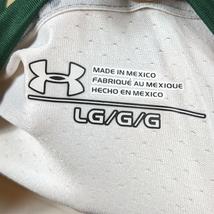 MADE IN MEXICO
FABRIQUÉ AU MEXIQUE
HECHO EN MEXICO
LG/G/G